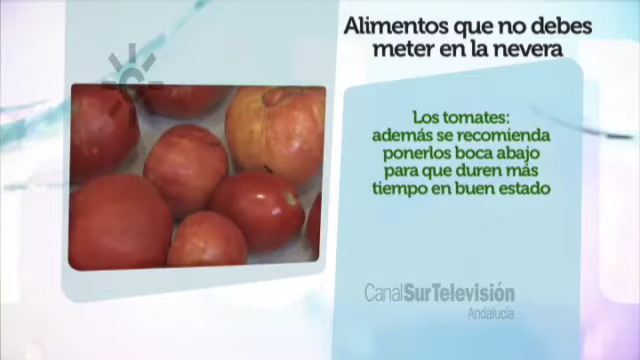 Alimentos que no debes
meter en la nevera
Los tomates:
además se recomienda
ponerlos boca abajo
para que duren más
tiempo en buen estado
CanalSurTelevisión
Andalucía